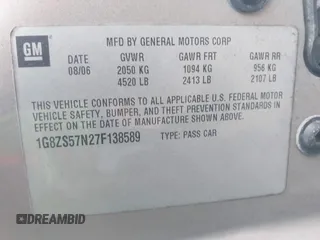 GM
MFD BY GENERAL MOTORS CORP
DATE GVWR GAWR FRT GAWR RR
08/06 2050 KG 1094 KG 956 KG
4520 LB 2413 LB 2107 LB
THIS VEHICLE CONFORMS TO ALL APPLICABLE U.S. FEDERAL MOTOR
VEHICLE SAFETY, BUMPER, AND THEFT PREVENTION STANDARDS
IN EFFECT ON THE DATE OF MANUFACTURE SHOWN ABOVE.
1G8ZS57N27F138589 TYPE: PASS CAR
DREAMBID